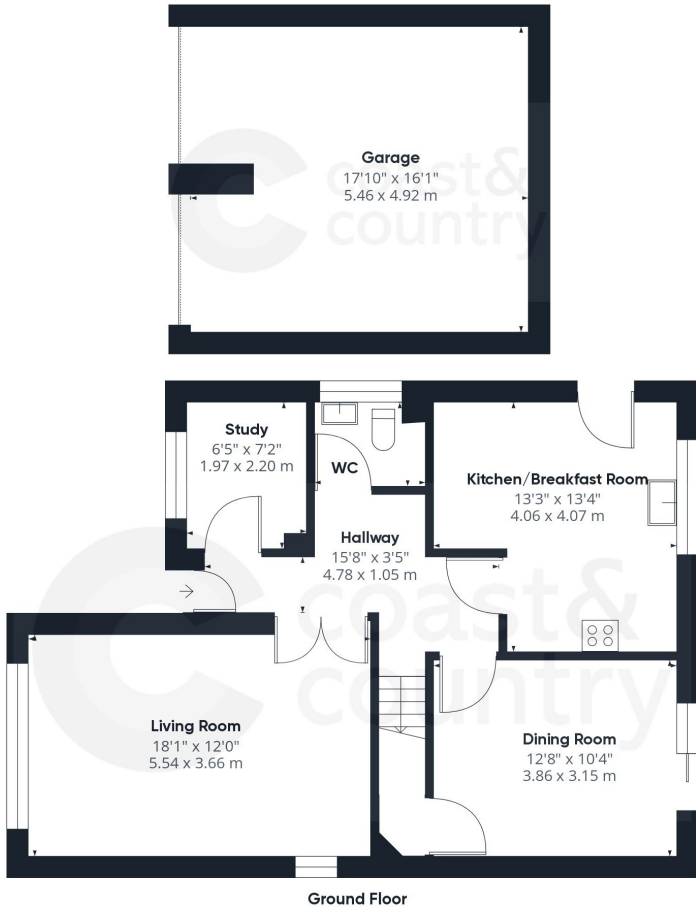 Garage
17'10" x 16'1"
5.46 x 4.92 m
coast&
country
Study
6'5" x 7'2"
1.97 x 2.20 m
WC
Kitchen/Breakfast Room
13'3" x 13'4"
4.06 x 4.07 m
Hallway
15'8" x 3'5"
4.78 x 1.05 m
coast&
country
Living Room
18'1" x 12'0"
5.54 x 3.66 m
Dining Room
12'8" x 10'4"
3.86 x 3.15 m
Ground Floor